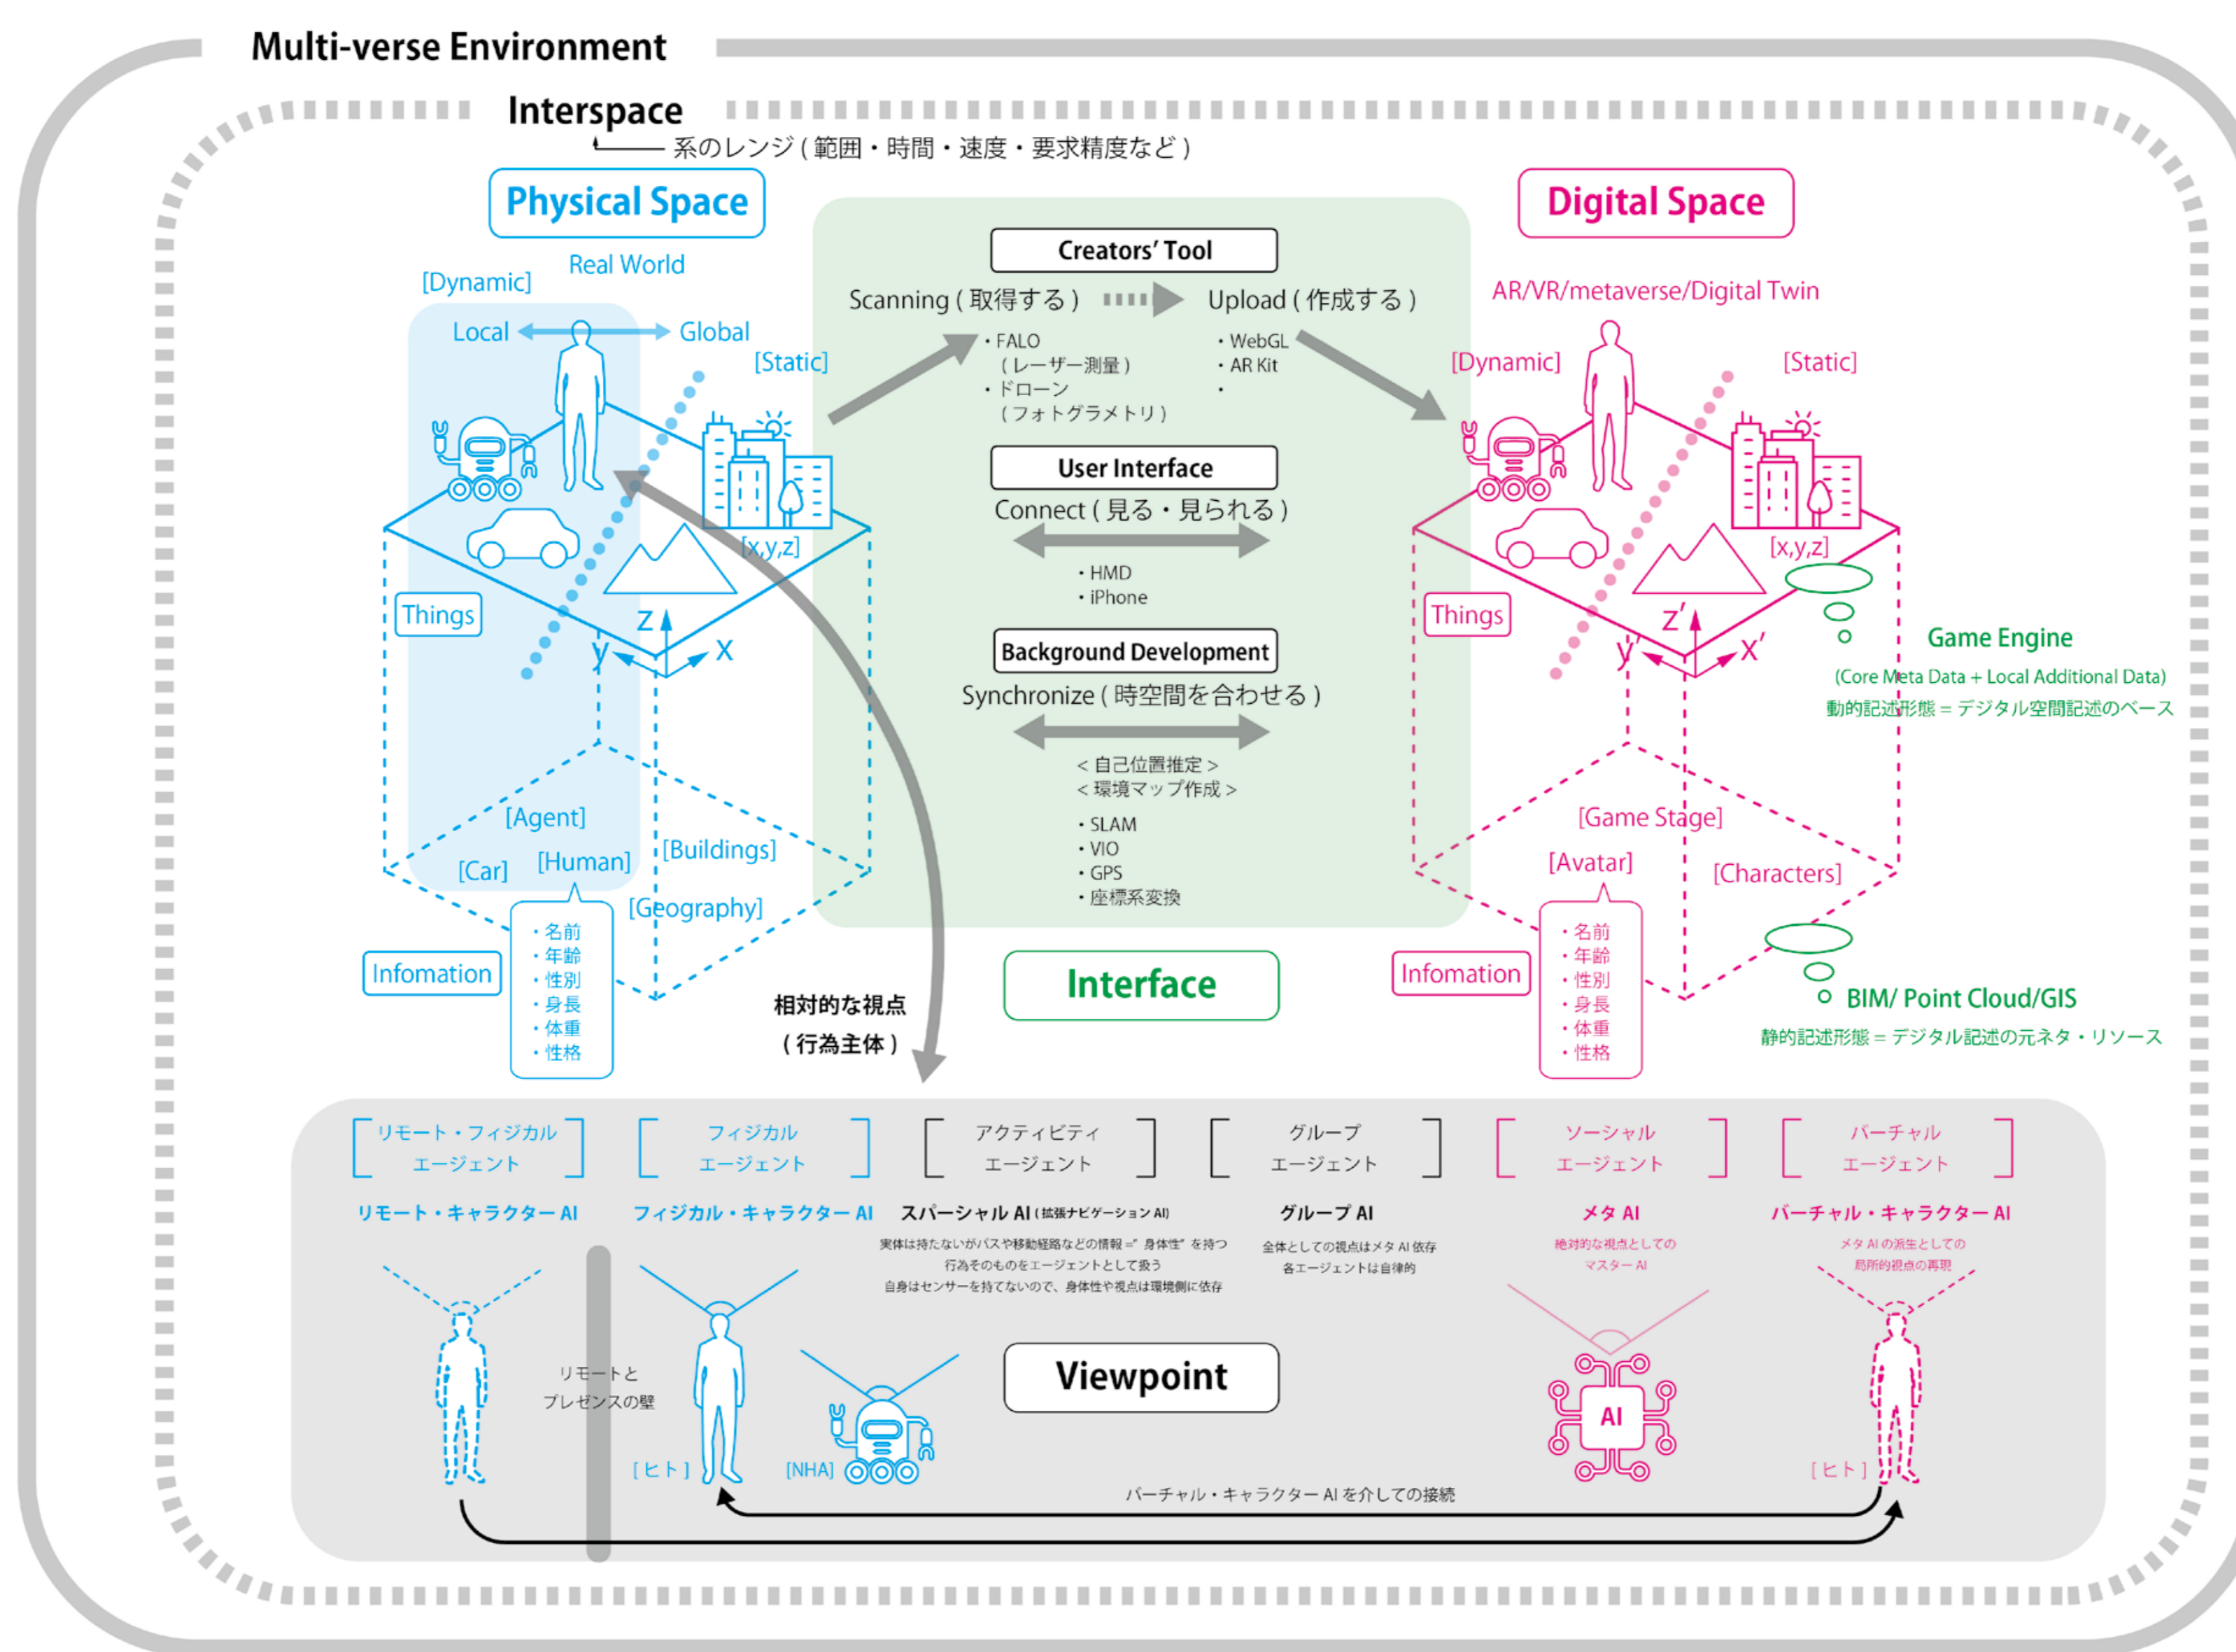 Multi-verse Environment
Interspace
系のレンジ ( 範囲・時間・速度・要求精度など )
Physical Space
Real World
[Dynamic]
Local
Global
[Static]
[x,y,z]
Things
Z
y
X
[Agent]
[Car]
[Human]
[Buildings]
[Geography]
Infomation
・名前
・年齢
・性別
・身長
・体重
・性格
Creators' Tool
Scanning ( 取得する )
Upload ( 作成する )
・FALO
( レーザー測量 )
・ドローン
( フォトグラメトリ )
・WebGL
・AR Kit
・
User Interface
Connect ( 見る・見られる )
・HMD
・iPhone
Background Development
Synchronize ( 時空間を合わせる )
< 自己位置推定 >
< 環境マップ作成 >
・SLAM
・VIO
・GPS
・座標系変換
Interface
相対的な視点
( 行為主体 )
Digital Space
AR/VR/metaverse/Digital Twin
[Dynamic]
[Static]
[x,y,z]
Things
Z'
y'
X'
Game Engine
(Core Meta Data + Local Additional Data)
動的記述形態 = デジタル空間記述のベース
[Game Stage]
[Avatar]
[Characters]
Infomation
・名前
・年齢
・性別
・身長
・体重
・性格
BIM/ Point Cloud/GIS
静的記述形態 = デジタル記述の元ネタ・リソース
リモート・フィジカル
エージェント
リモート・キャラクター AI
フィジカル
エージェント
フィジカル・キャラクター AI
アクティビティ
エージェント
スパーシャル AI ( 拡張ナビゲーション AI)
実体は持たないがパスや移動経路などの情報 =" 身体性" を持つ
行為そのものをエージェントとして扱う
自身はセンサーを持てないので、身体性や視点は環境側に依存
グループ
エージェント
グループ AI
全体としての視点はメタ AI 依存
各エージェントは自律的
ソーシャル
エージェント
メタ AI
絶対的な視点としての
マスター AI
バーチャル
エージェント
バーチャル・キャラクター AI
メタ AI の派生としての
局所的視点の再現
リモートと
プレゼンスの壁
[ ヒト ]
[NHA]
Viewpoint
AI
[ ヒト ]
バーチャル・キャラクター AI を介しての接続